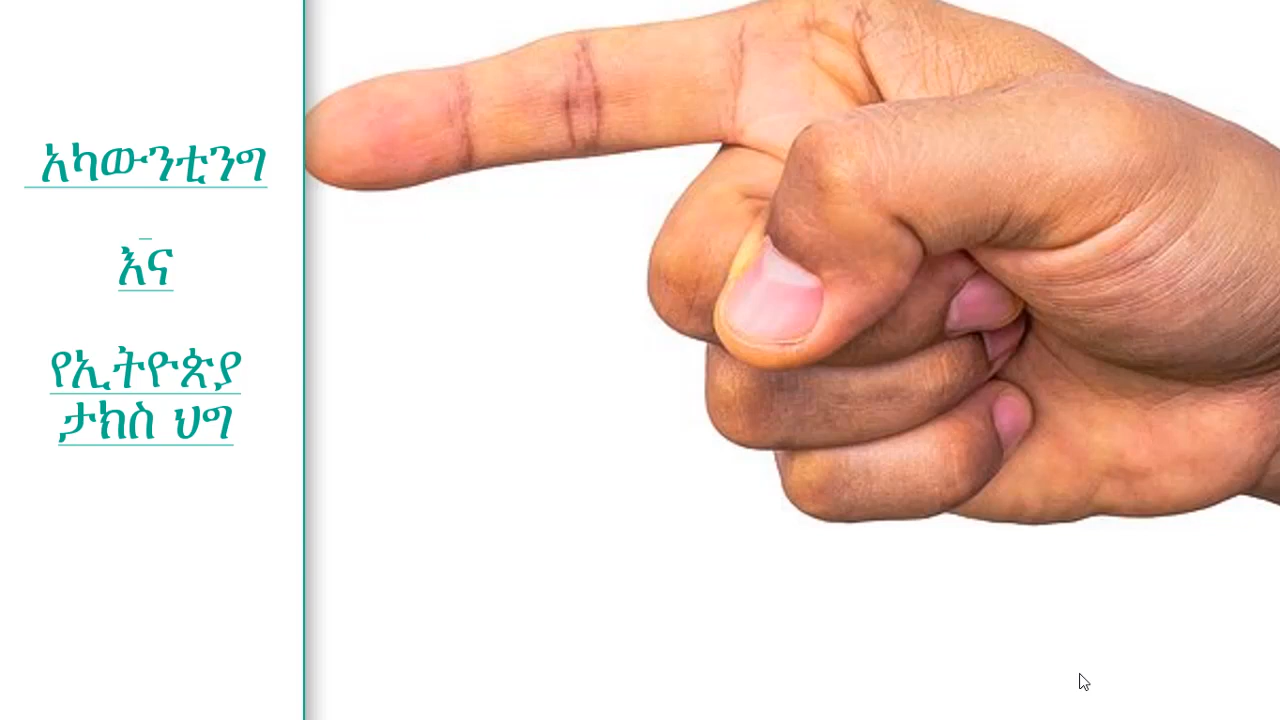 አካውንቲንግ
እና
የኢትዮጵያ
ታክስ ህግ